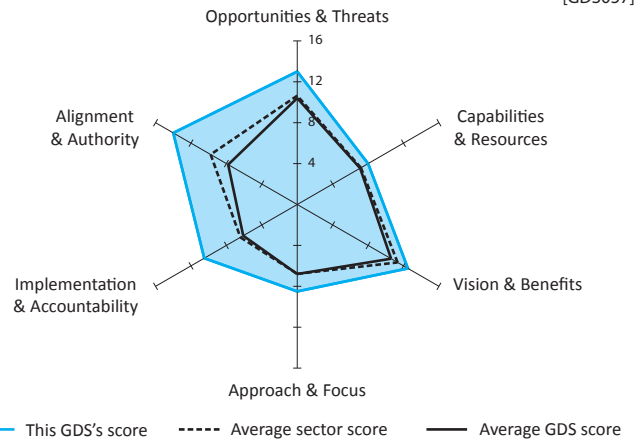 Opportunities & Threats
16
12
8
4
Alignment
& Authority
Capabilities
& Resources
Implementation
& Accountability
Vision & Benefits
Approach & Focus
This GDS's score
Average sector score
Average GDS score